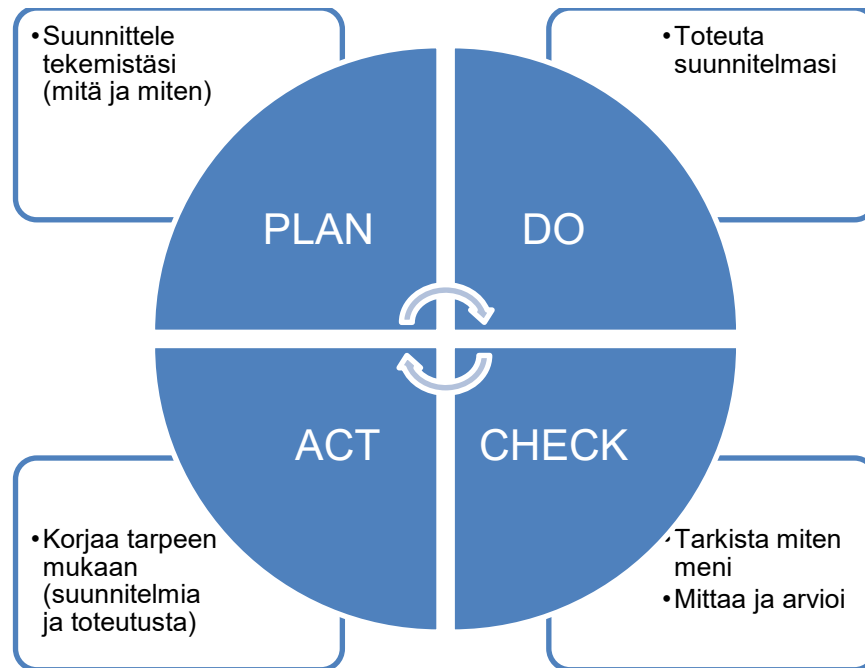 •Suunnittele
tekemistäsi
(mitä ja miten)
•Toteuta
suunnitelmasi
PLAN
DO
ACT
CHECK
•Korjaa tarpeen
mukaan
(suunnitelmia
ja toteutusta)
•Tarkista miten
meni
•Mittaa ja arvioi